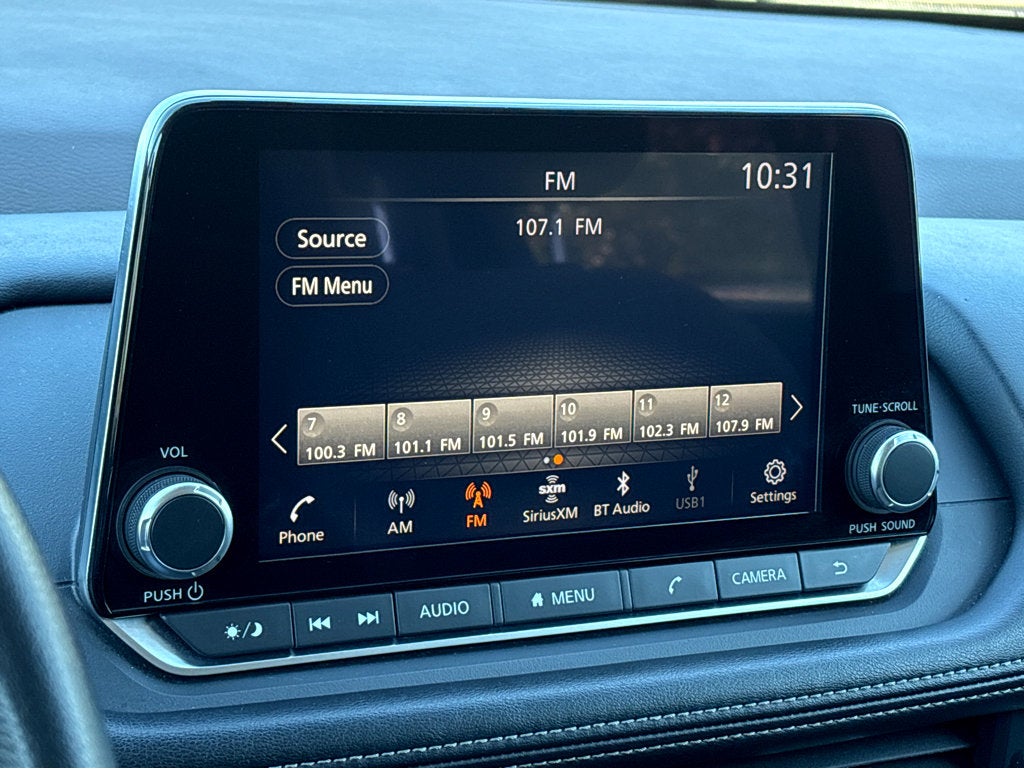 FM
10:31
107.1 FM
Source
FM Menu
7 8 9 10 11 12
100.3 FM 101.1 FM 101.5 FM 101.9 FM 102.3 FM 107.9 FM
Phone AM FM sxm SiriusXM BT Audio USB1 Settings
VOL
PUSH
TUNE·SCROLL
PUSH SOUND
AUDIO MENU CAMERA